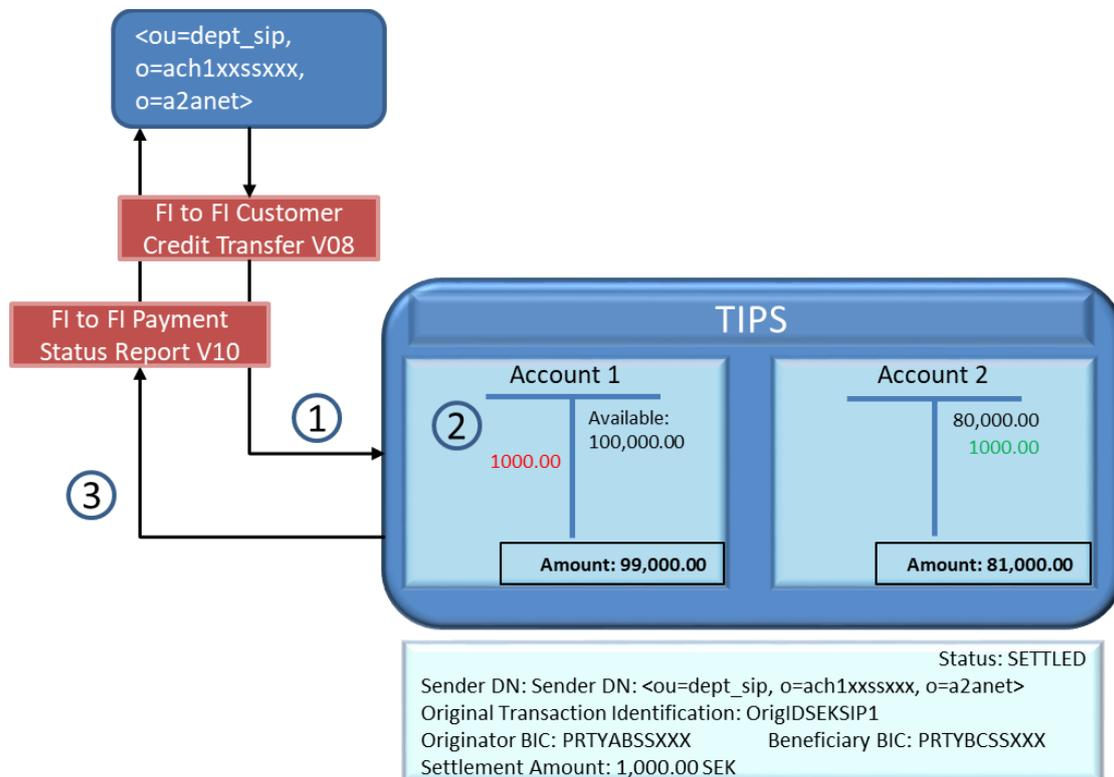 <ou=dept_sip,
o=ach1xxssxxx,
o=a2anet>
FI to FI Customer
Credit Transfer V08
FI to FI Payment
Status Report V10
1
3
TIPS
Account 1
2
Available:
100,000.00
1000.00
Amount: 99,000.00
Account 2
80,000.00
1000.00
Amount: 81,000.00
Status: SETTLED
Sender DN: Sender DN: <ou=dept_sip, o=ach1xxssxxx, o=a2anet>
Original Transaction Identification: OrigIDSEKSIP1
Originator BIC: PRTYABSSXXX Beneficiary BIC: PRTYBCSSXXX
Settlement Amount: 1,000.00 SEK